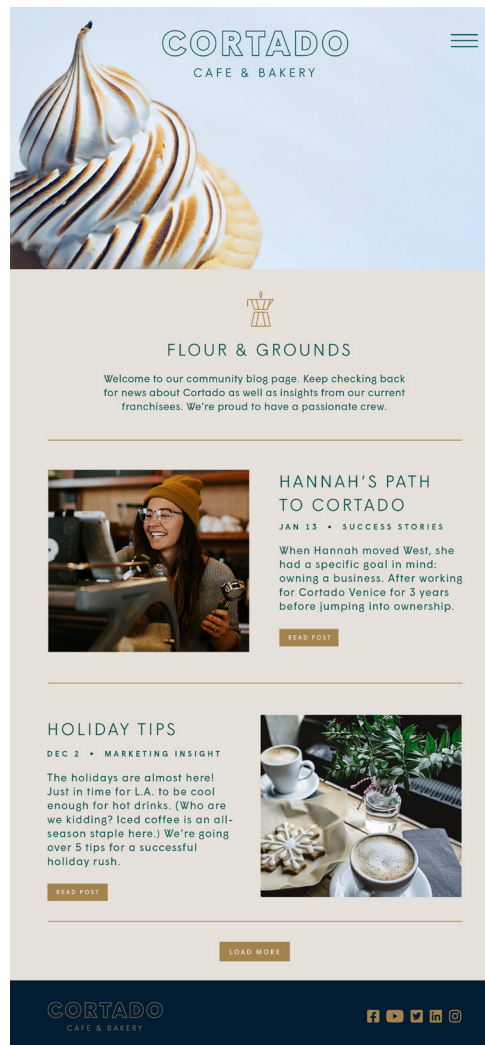 CORTADO
CAFE & BAKERY
FLOUR & GROUNDS
Welcome to our community blog page. Keep checking back
for news about Cortado as well as insights from our current
franchisees. We're proud to have a passionate crew.
HANNAH'S PATH
TO CORTADO
JAN 13 • SUCCESS STORIES
When Hannah moved West, she
had a specific goal in mind:
owning a business. After working
for Cortado Venice for 3 years
before jumping into ownership.
READ POST
HOLIDAY TIPS
DEC 2 • MARKETING INSIGHT
The holidays are almost here!
Just in time for L.A. to be cool
enough for hot drinks. (Who are
we kidding? Iced coffee is an all-
season staple here.) We're going
over 5 tips for a successful
holiday rush.
READ POST
LOAD MORE
CORTADO
CAFE & BAKERY